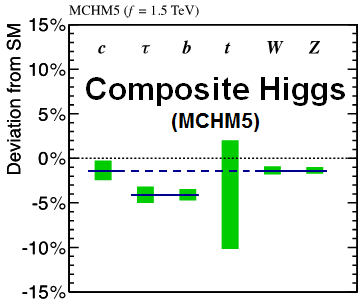 MCHM5 (f = 1.5 TeV)
Deviation from SM
15%
10%
5%
0%
-5%
-10%
-15%
c τ b t W Z
Composite Higgs
(MCHM5)